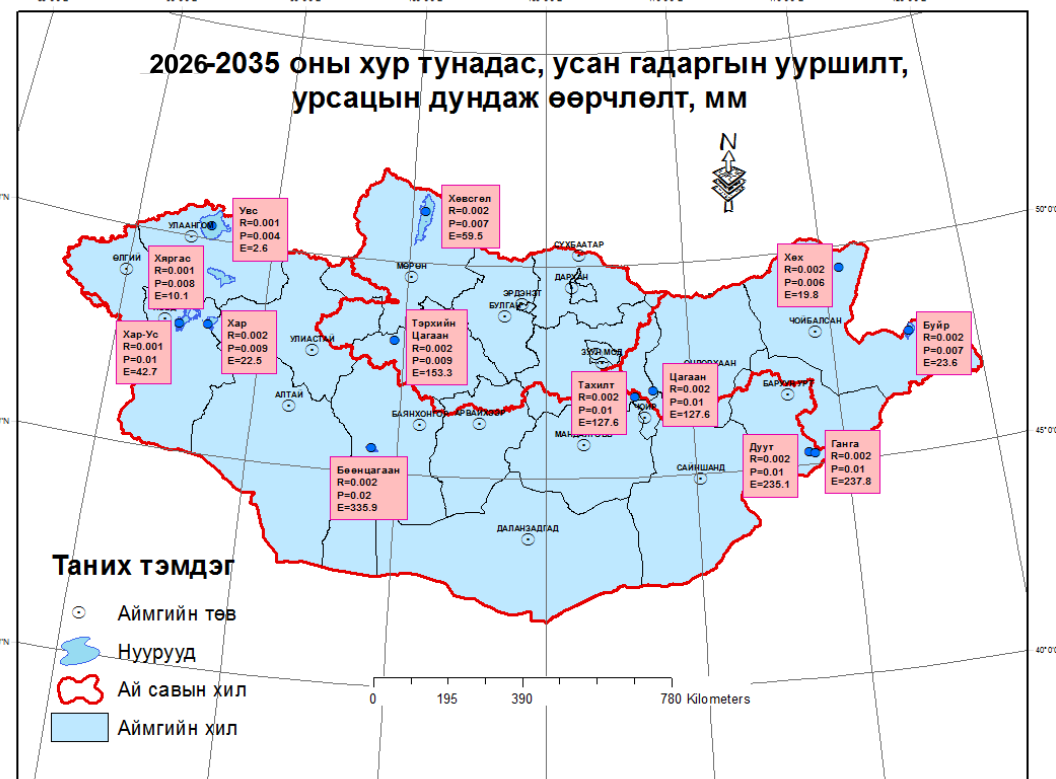 2026-2035 оны хур тунадас, усан гадаргын ууршилт,
урсацын дундаж өөрчлөлт, мм
N
50°0'0
45°0'0
40°0'0
Увс
R=0.001
P=0.004
E=2.6
Хөвсгөл
R=0.002
P=0.007
E=59.5
Хяргас
R=0.001
P=0.008
E=10.1
Хөх
R=0.002
P=0.006
E=19.8
Хар-Ус
R=0.001
P=0.01
E=42.7
Хар
R=0.002
P=0.009
E=22.5
Тэрхийн
Цагаан
R=0.002
P=0.009
E=153.3
Буйр
R=0.002
P=0.007
E=23.6
Тахилт
R=0.002
P=0.01
E=127.6
Цагаан
R=0.002
P=0.01
E=127.6
Бөөнцагаан
R=0.002
P=0.02
E=335.9
Дуут
R=0.002
P=0.01
E=235.1
Ганга
R=0.002
P=0.01
E=237.8
УЛААНГОМ
ӨЛГИЙ
МӨРӨН
СҮХБААТАР
ДАРХАН
ЭРДЭНЭТ
БУЛГАН
УЛИАСТАЙ
ЗУУН МОД
ЧОЙБАЛСАН
АЛТАЙ
БАЯНХОНГОР
АРВАЙХЭЭР
ЧОЙР
САЙНШАНД
ДАЛАНЗАДГАД
Таних тэмдэг
Аймгийн төв
Нуурууд
Ай савын хил
Аймгийн хил
0 195 390 780 Kilometers